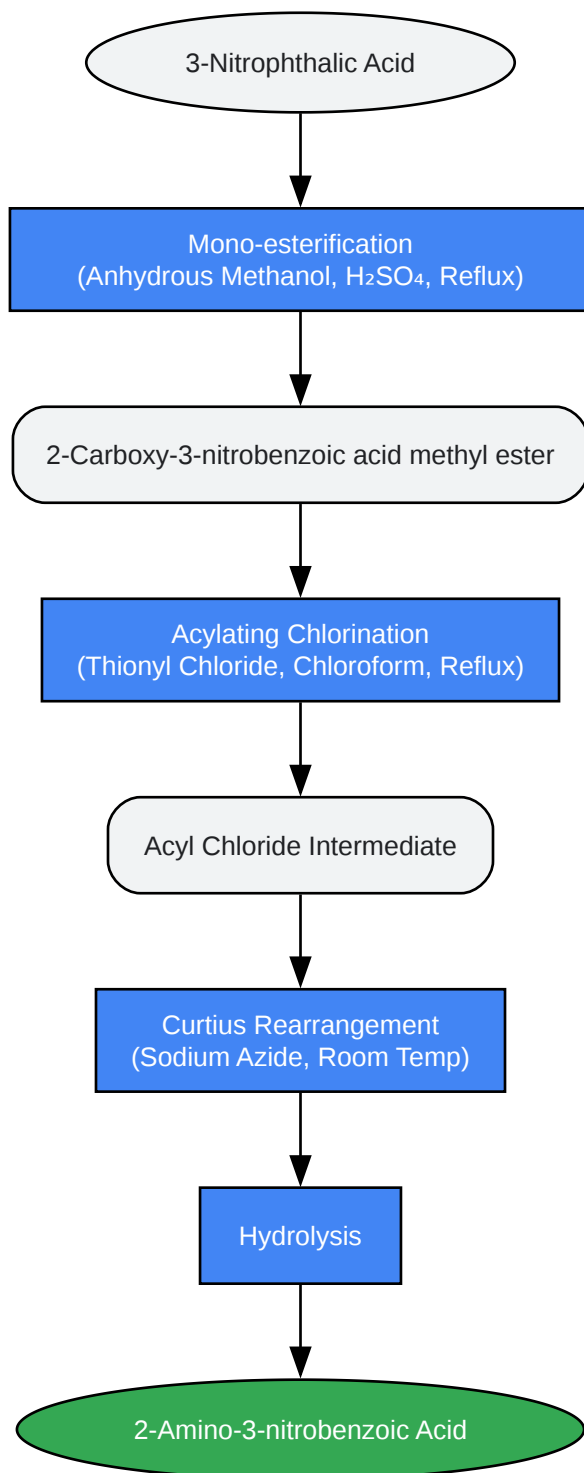 3-Nitrophthalic Acid
Mono-esterification
(Anhydrous Methanol, H₂SO₄, Reflux)
2-Carboxy-3-nitrobenzoic acid methyl ester
Acylating Chlorination
(Thionyl Chloride, Chloroform, Reflux)
Acyl Chloride Intermediate
Curtius Rearrangement
(Sodium Azide, Room Temp)
Hydrolysis
2-Amino-3-nitrobenzoic Acid